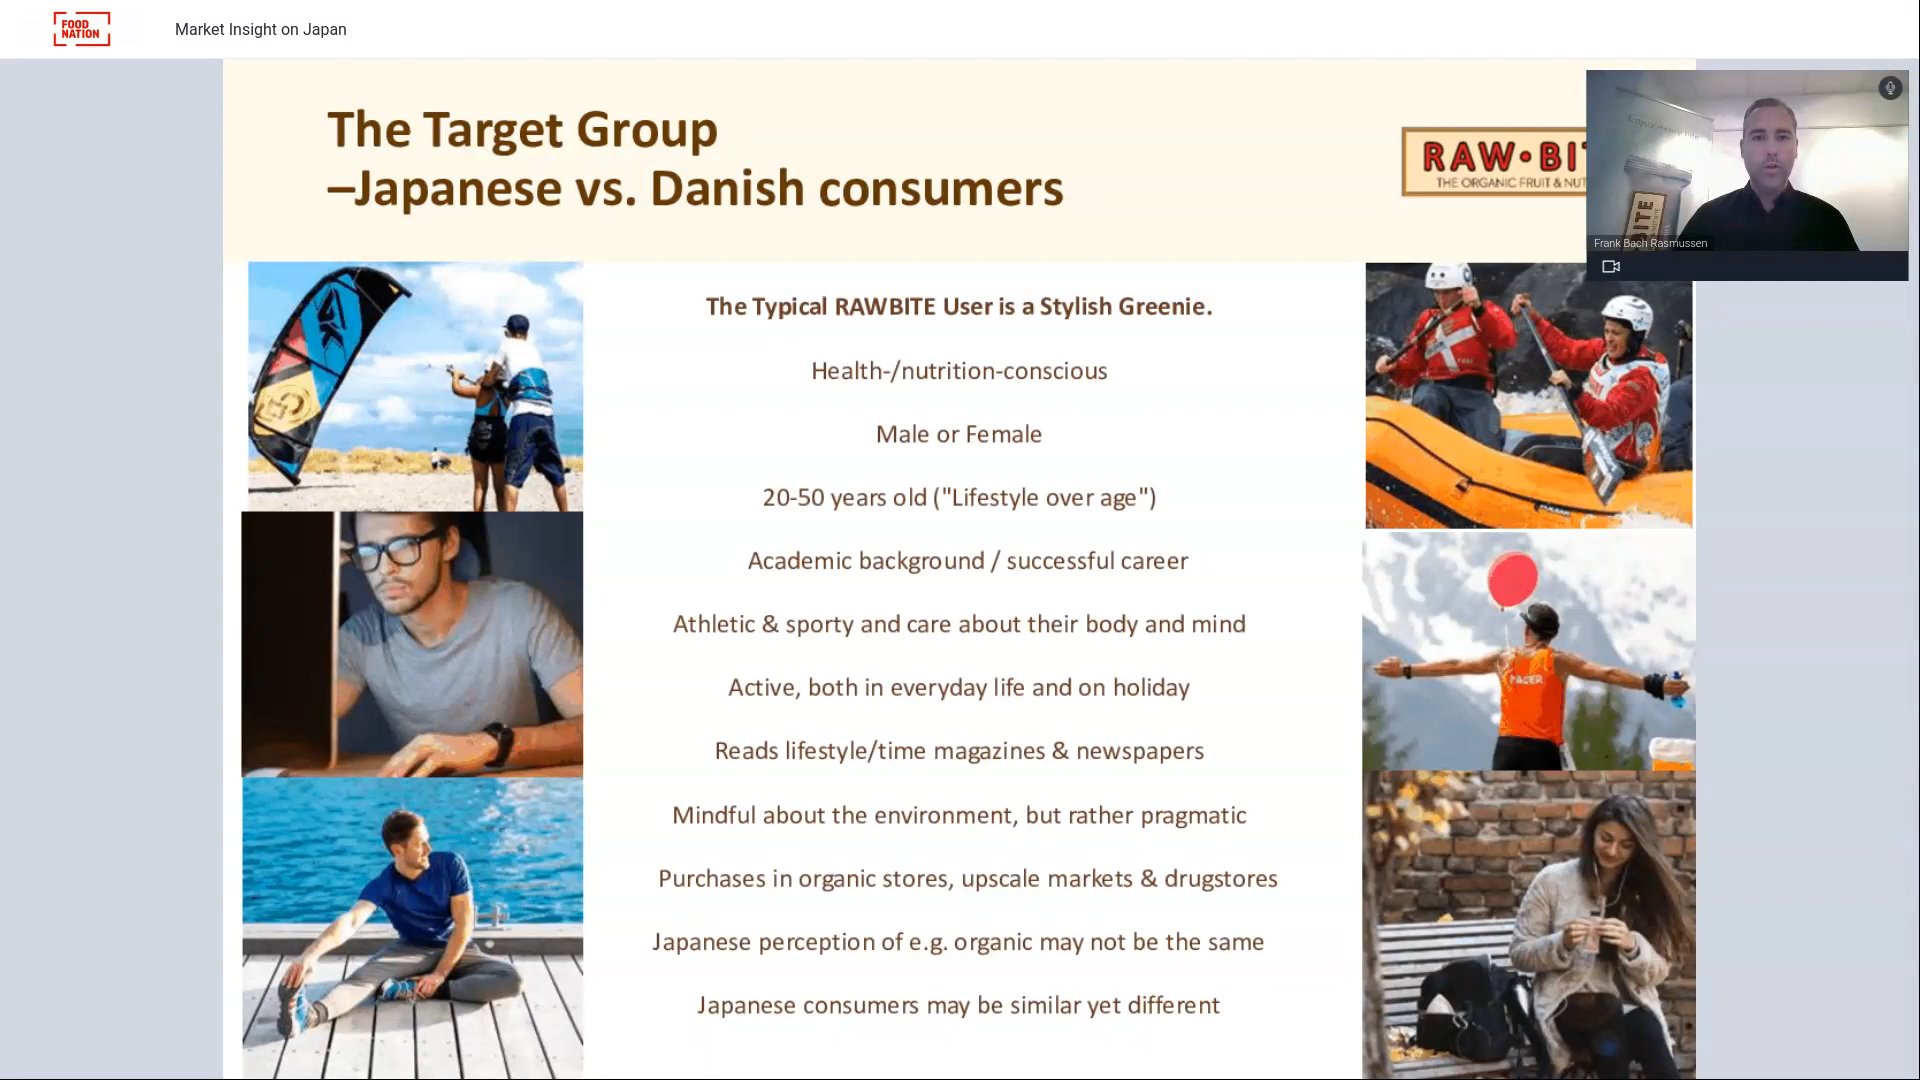 FOOD
NATION
Market Insight on Japan
The Target Group
–Japanese vs. Danish consumers
RAW•BI
THE ORGANIC FRUIT & NUT
Enjoy every bite
BITE
Frank Bach Rasmussen
The Typical RAWBITE User is a Stylish Greenie.
Health-/nutrition-conscious
Male or Female
20-50 years old ("Lifestyle over age")
Academic background / successful career
Athletic & sporty and care about their body and mind
Active, both in everyday life and on holiday
Reads lifestyle/time magazines & newspapers
Mindful about the environment, but rather pragmatic
Purchases in organic stores, upscale markets & drugstores
Japanese perception of e.g. organic may not be the same
Japanese consumers may be similar yet different
PACER